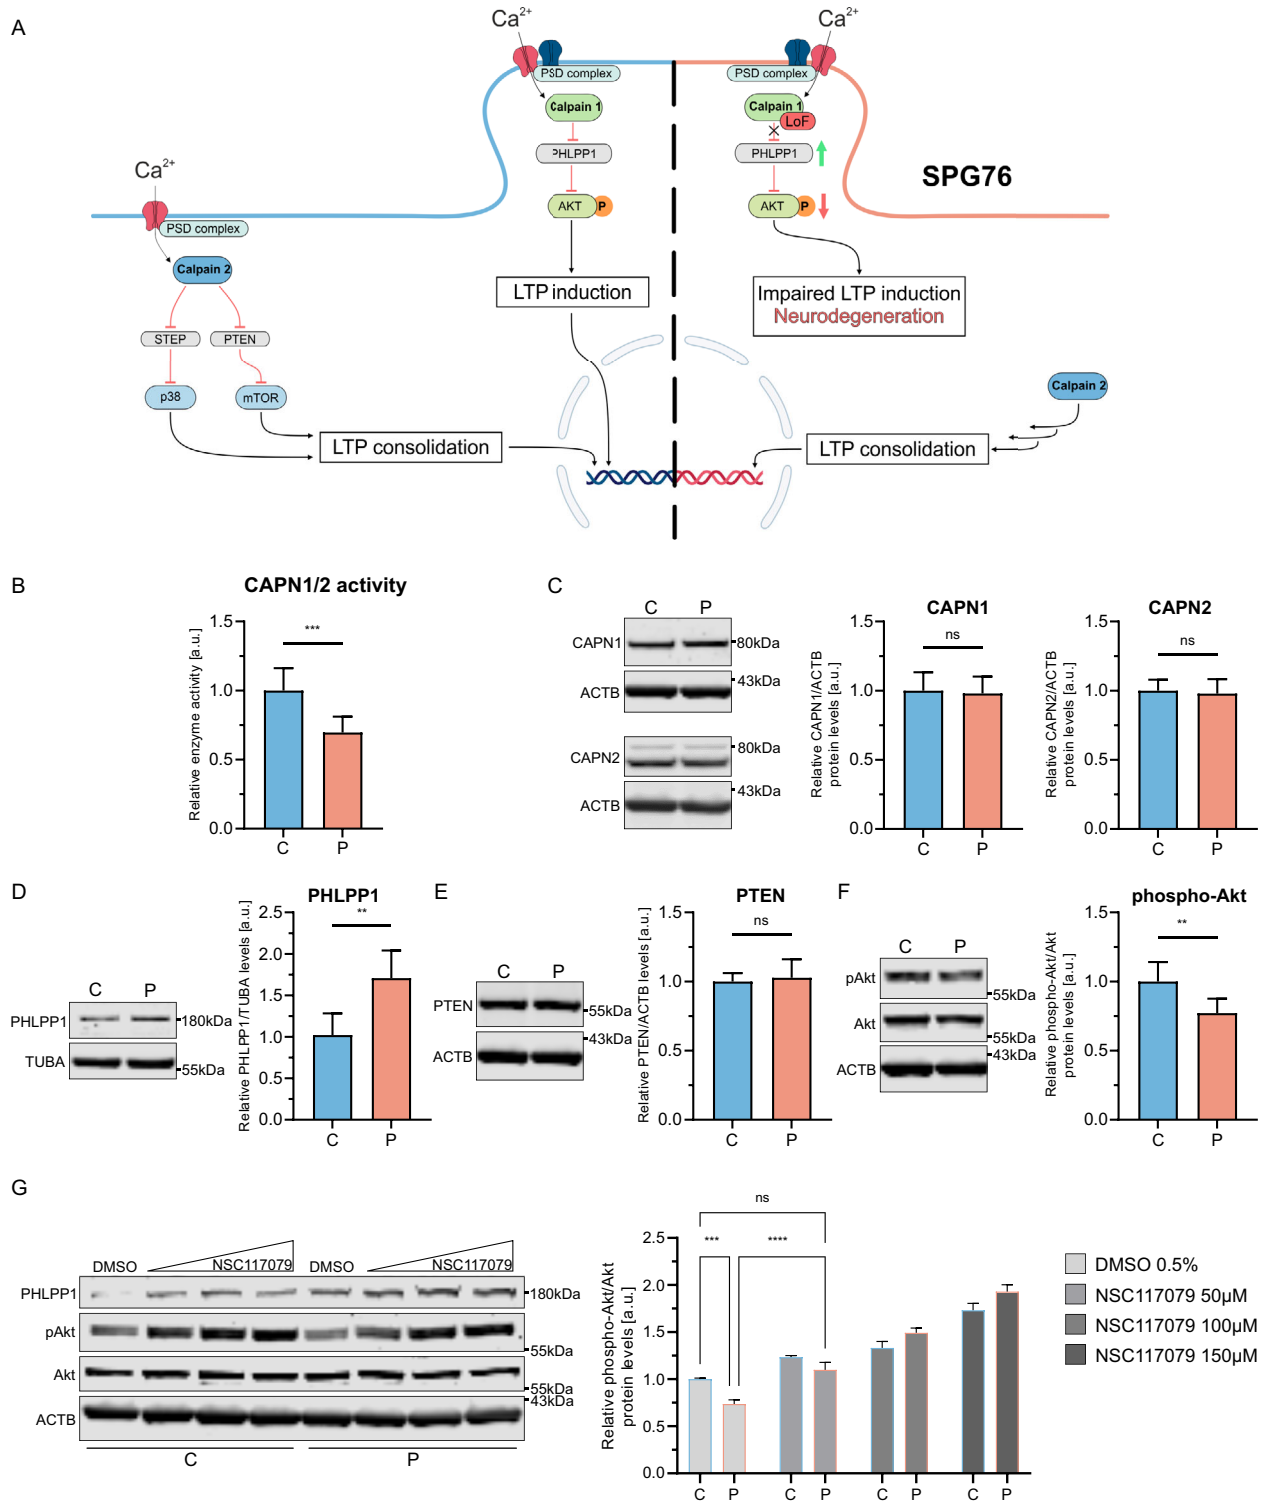 A
Ca2+
PSD complex
Calpain 1
PHLPP1
AKT
P
LTP induction
Ca2+
PSD complex
Calpain 1
LoF
PHLPP1
AKT
P
SPG76
Impaired LTP induction
Neurodegeneration
Ca2+
PSD complex
Calpain 2
STEP
PTEN
p38
mTOR
LTP consolidation
Calpain 2
LTP consolidation
B
CAPN1/2 activity
Relative enzyme activity [a.u.]
1.5
***
1.0
0.5
0.0
C P
C
C P
CAPN1
80kDa
ACTB
43kDa
CAPN2
80kDa
ACTB
43kDa
CAPN1
Relative CAPN1/ACTB
protein levels [a.u.]
1.5
ns
1.0
0.5
0.0
C P
CAPN2
Relative CAPN2/ACTB
protein levels [a.u.]
1.5
ns
1.0
0.5
0.0
C P
D
C P
PHLPP1
180kDa
TUBA
55kDa
PHLPP1
Relative PHLPP1/TUBA levels [a.u.]
2.5
**
2.0
1.5
1.0
0.5
0.0
C P
E
C P
PTEN
55kDa
43kDa
ACTB
PTEN
Relative PTEN/ACTB levels [a.u.]
1.5
ns
1.0
0.5
0.0
C P
F
C P
pAkt
55kDa
Akt
55kDa
43kDa
ACTB
phospho-Akt
Relative phospho-Akt/Akt
protein levels [a.u.]
1.5
**
1.0
0.5
0.0
C P
G
DMSO NSC117079 DMSO NSC117079
PHLPP1
180kDa
pAkt
55kDa
Akt
55kDa
43kDa
ACTB
C P
Relative phospho-Akt/Akt
protein levels [a.u.]
ns
*** ****
2.5
2.0
1.5
1.0
0.5
0.0
C P C P C P C P
DMSO 0.5%
NSC117079 50µM
NSC117079 100µM
NSC117079 150µM